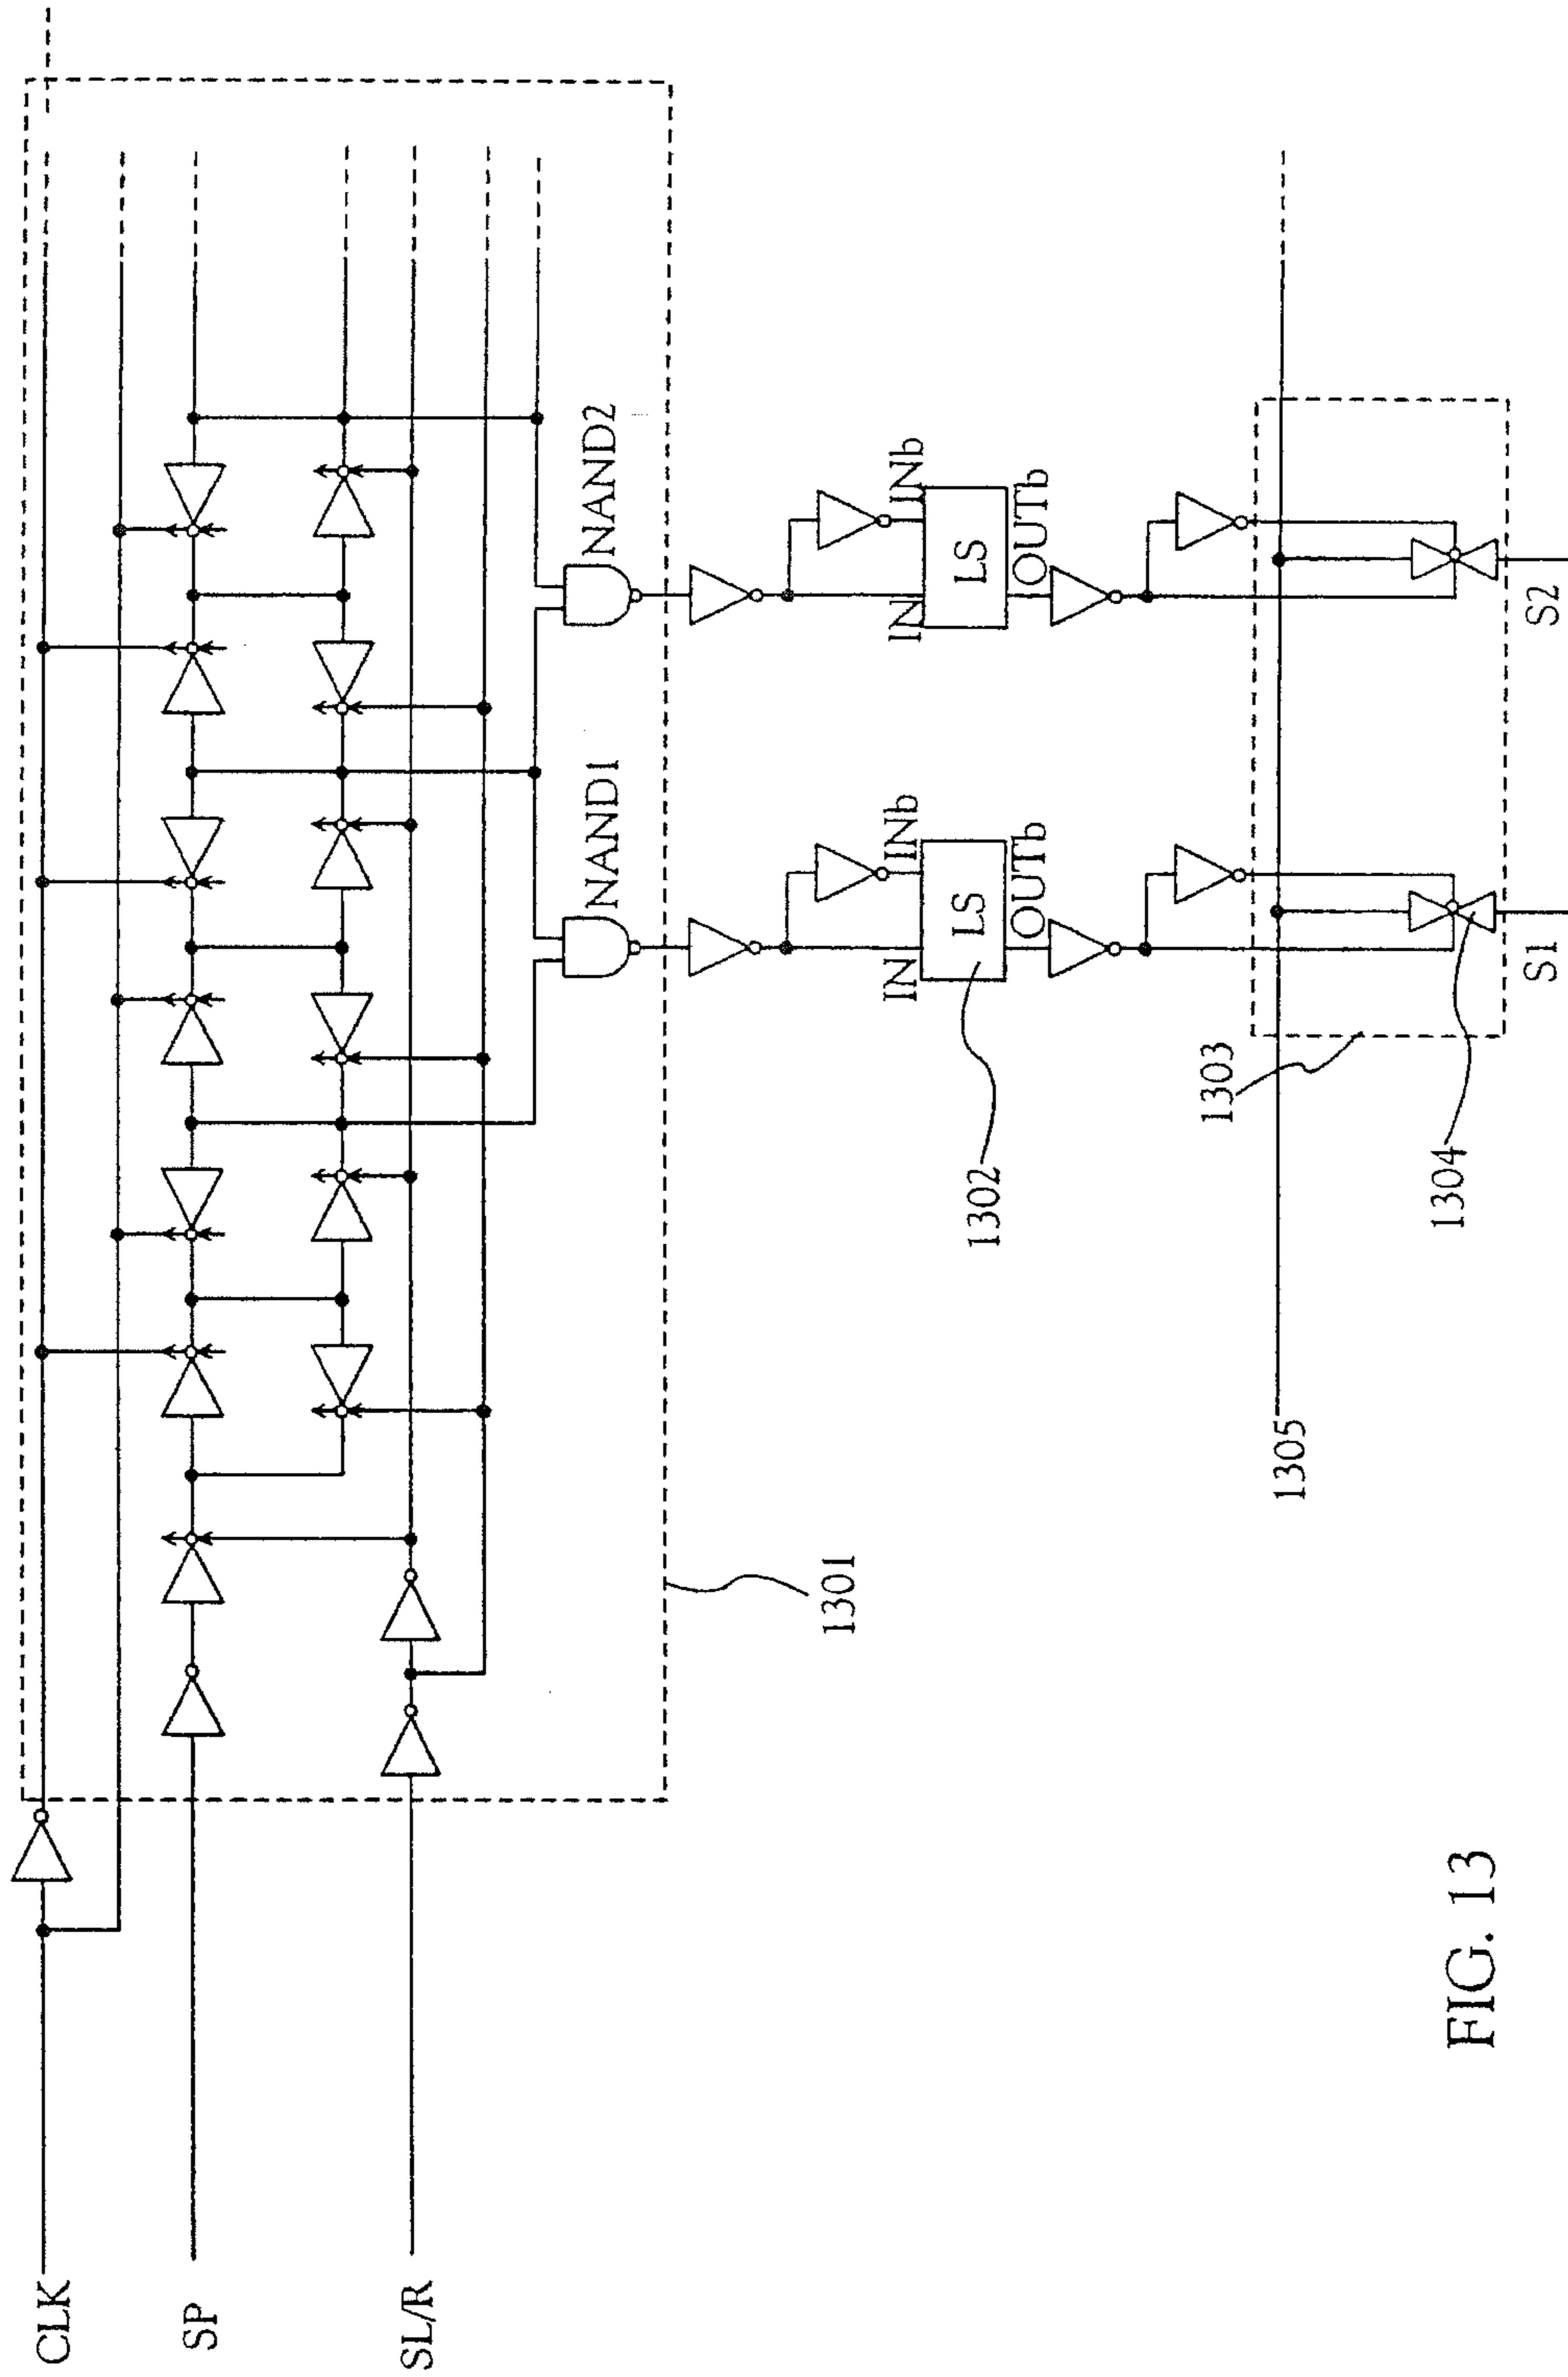 CLK
SP
SL/R
1301
NAND1
NAND2
IN
INb
LS
OUTb
1302
IN
INb
LS
OUTb
1303
1305
1304
S1
S2
FIG. 13